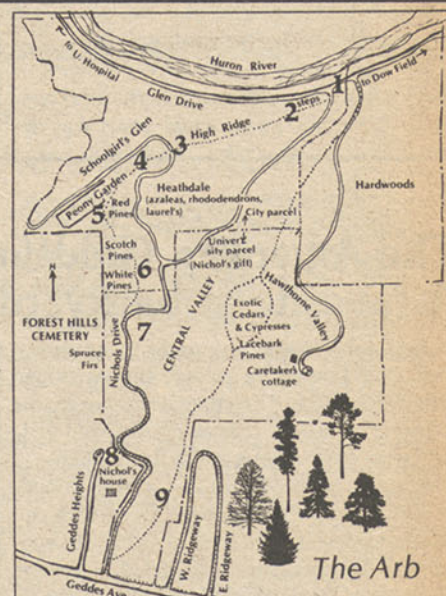 to U. Hospital
Huron River
to Dow Field
Glen Drive
1
2
steps
Schoolgirl's Glen
High Ridge
3
4
Hardwoods
Peony Garden
Heathdale
(azaleas, rhododendrons,
laurel's)
5
Red
Pines
City parcel
Scotch
Pines
Univer-
sity parcel
(Nichol's gift)
6
White
Pines
Hawthorne Valley
N
CENTRAL VALLEY
Exotic
Cedars
& Cypresses
FOREST HILLS
CEMETERY
7
Nichols Drive
Lacebark
Pines
Spruce
Firs
Caretaker's
cottage
8
Nichol's
house
Geddes Heights
9
W. Ridgeway
E. Ridgeway
The Arb
Geddes Ave